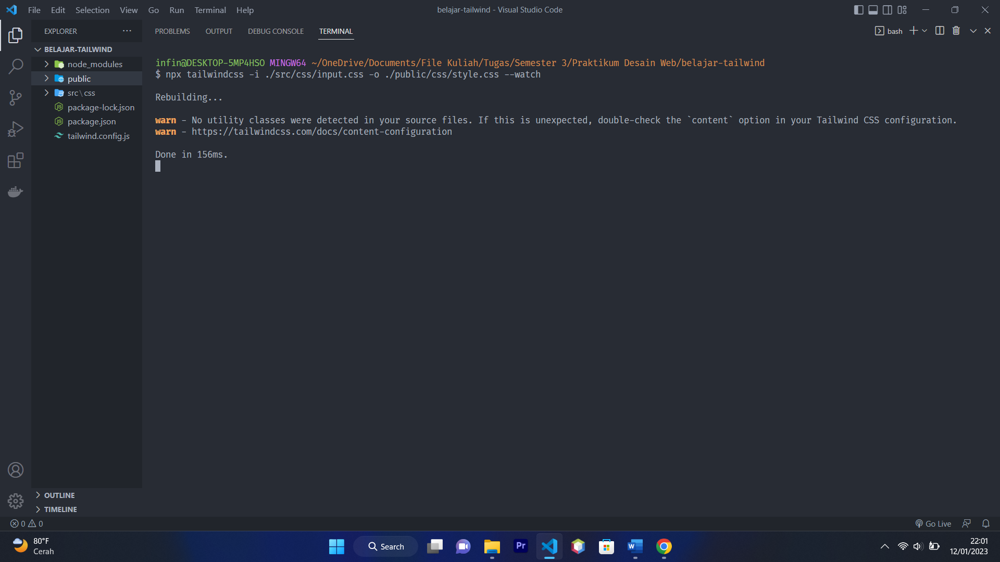 File Edit Selection View Go Run Terminal Help
belajar-tailwind - Visual Studio Code
EXPLORER
PROBLEMS OUTPUT DEBUG CONSOLE TERMINAL
bash
BELAJAR-TAILWIND
node_modules
public
src\css
package-lock.json
package.json
tailwind.config.js
infin@DESKTOP-5MP4HSO MINGW64 ~/OneDrive/Documents/File Kuliah/Tugas/Semester 3/Praktikum Desain Web/belajar-tailwind
$ npx tailwindcss -i ./src/css/input.css -o ./public/css/style.css --watch
Rebuilding...
warn - No utility classes were detected in your source files. If this is unexpected, double-check the `content` option in your Tailwind CSS configuration.
warn - https://tailwindcss.com/docs/content-configuration
Done in 156ms.
OUTLINE
TIMELINE
0 0
Go Live
80°F
Cerah
Search
Pr
W
22:01
12/01/2023